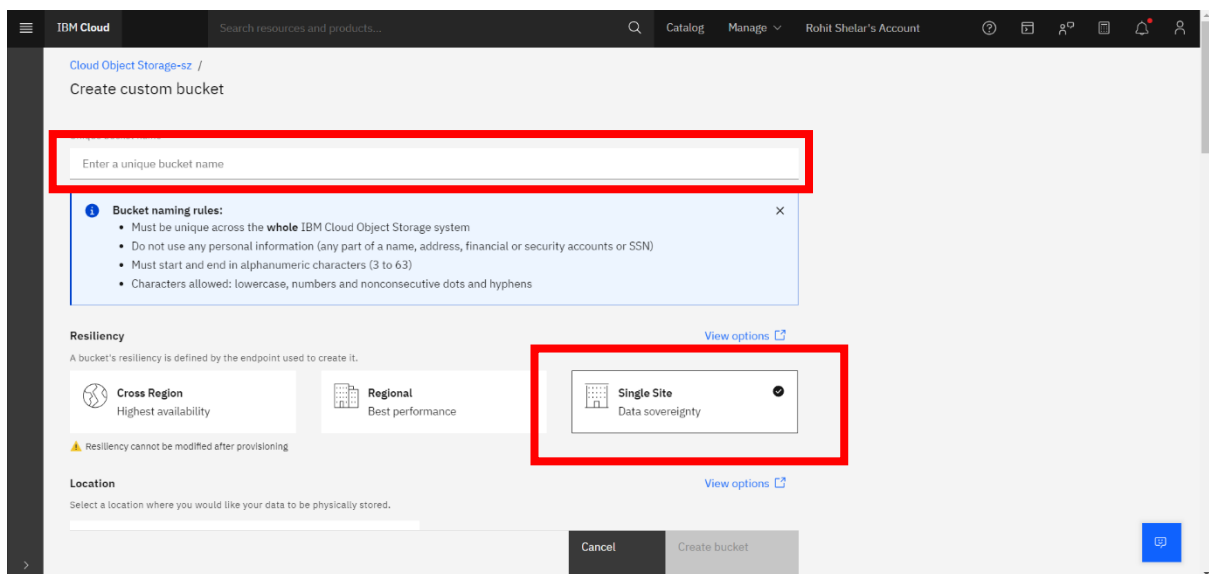 IBM Cloud
Search resources and products...
Catalog
Manage
Rohit Shelar's Account
Cloud Object Storage-sz /
Create custom bucket
Enter a unique bucket name
Bucket naming rules:
• Must be unique across the whole IBM Cloud Object Storage system
• Do not use any personal information (any part of a name, address, financial or security accounts or SSN)
• Must start and end in alphanumeric characters (3 to 63)
• Characters allowed: lowercase, numbers and nonconsecutive dots and hyphens
Resiliency
View options
A bucket's resiliency is defined by the endpoint used to create it.
Cross Region
Highest availability
Regional
Best performance
Single Site
Data sovereignty
Resiliency cannot be modified after provisioning
Location
View options
Select a location where you would like your data to be physically stored.
Cancel
Create bucket